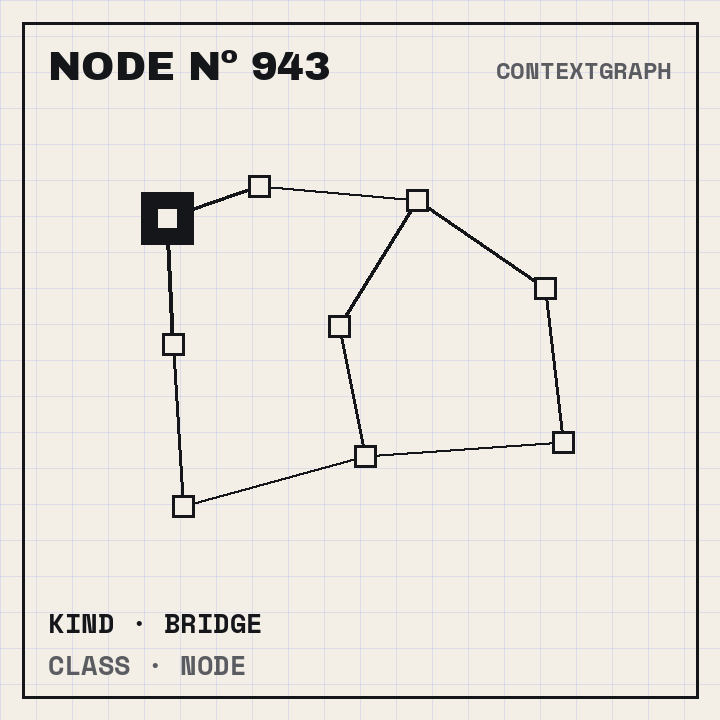 NODE Nº 943
CONTEXTGRAPH
KIND · BRIDGE
CLASS · NODE